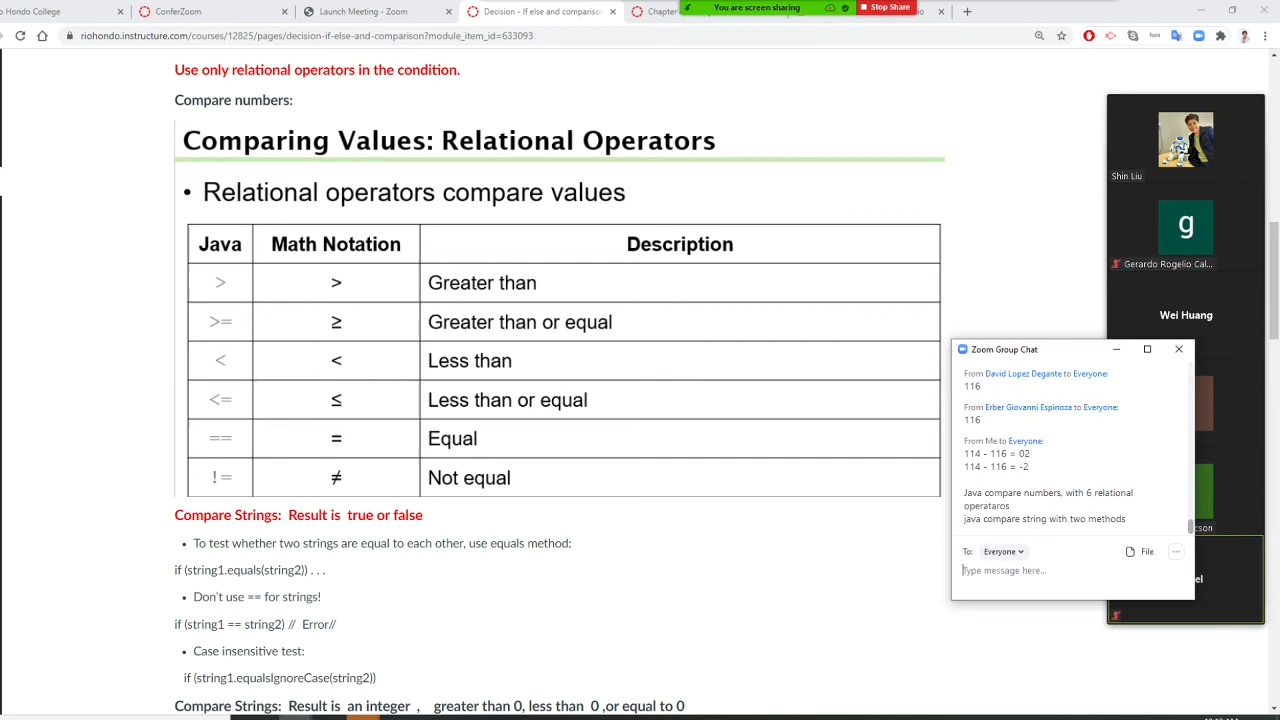 o Hondo College
ConferZoom
Launch Meeting - Zoom
Decision - If else and comparison
Chapter -
You are screen sharing
Stop Share
riohondo.instructure.com/courses/12825/pages/decision-if-else-and-comparison?module_item_id=633093
font
Use only relational operators in the condition.
Compare numbers:
Comparing Values: Relational Operators
• Relational operators compare values
Java Math Notation Description
> > Greater than
>= ≥ Greater than or equal
< < Less than
<= ≤ Less than or equal
== = Equal
!= ≠ Not equal
Compare Strings: Result is true or false
• To test whether two strings are equal to each other, use equals method:
if (string1.equals(string2)) . . .
• Don't use == for strings!
if (string1 == string2) // Error//
• Case insensitive test:
if (string1.equalsIgnoreCase(string2))
Compare Strings: Result is an integer , greater than 0, less than 0 ,or equal to 0
Shin Liu
g
Gerardo Rogelio Cal...
Wei Huang
Zoom Group Chat
From David Lopez Degante to Everyone:
116
From Erber Giovanni Espinoza to Everyone:
116
From Me to Everyone:
114 - 116 = 02
114 - 116 = -2
Java compare numbers, with 6 relational
operataros
java compare string with two methods
To: Everyone
File
...
Type message here...
cson
el